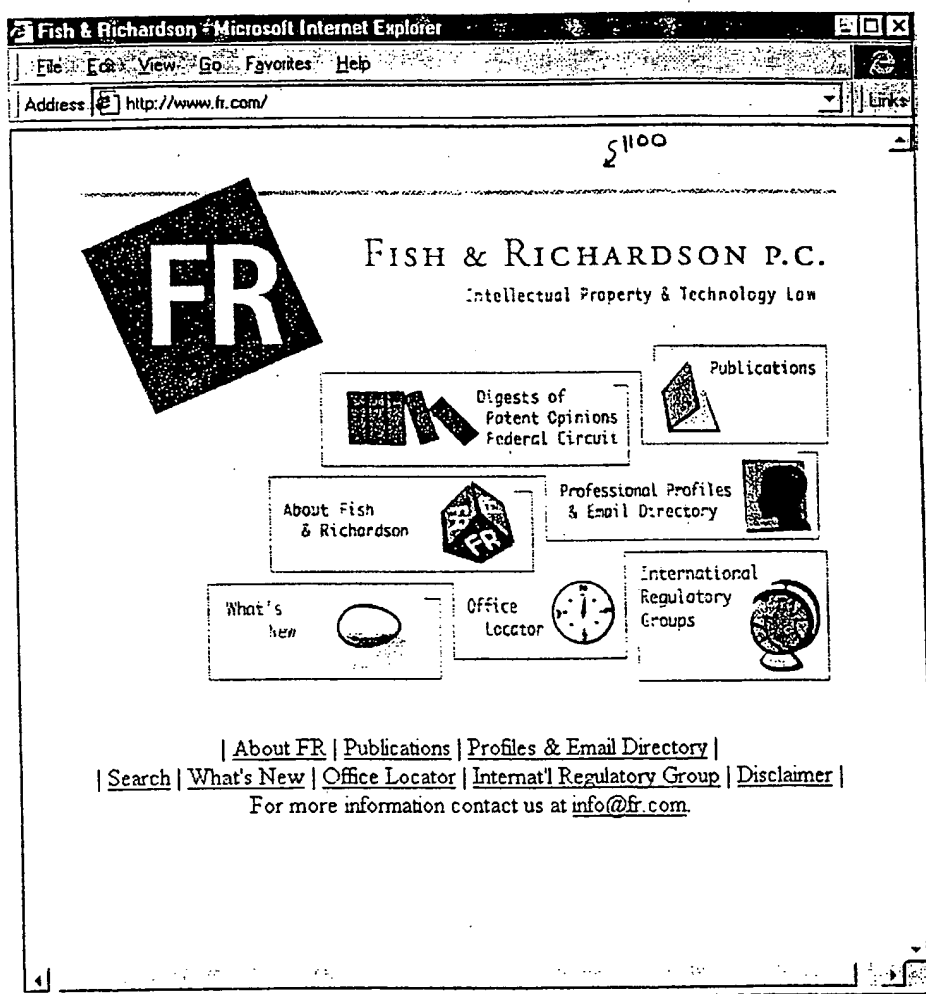 Fish & Richardson - Microsoft Internet Explorer
File Edit View Go Favorites Help
Address http://www.fr.com/ Links
1100
FR
FISH & RICHARDSON P.C.
Intellectual Property & Technology Law
Publications
Digests of
Patent Opinions
Federal Circuit
Professional Profiles
& Email Directory
About Fish
& Richardson
FR
International
Regulatory
Groups
What's
New
Office
Locator
| About FR | Publications | Profiles & Email Directory |
| Search | What's New | Office Locator | Internat'l Regulatory Group | Disclaimer |
For more information contact us at info@fr.com.